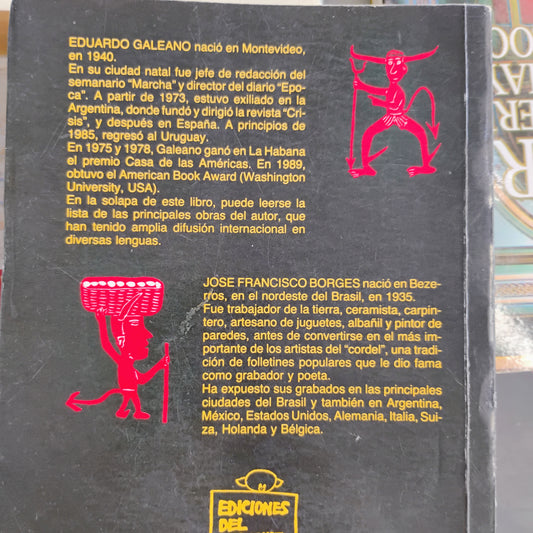 EDUARDO GALEANO nació en Montevideo,
en 1940.
En su ciudad natal fue jefe de redacción del
semanario "Marcha" y director del diario "Epo-
ca". A partir de 1973, estuvo exiliado en la
Argentina, donde fundó y dirigió la revista "Cri-
sis", y después en España. A principios de
1985, regresó al Uruguay.
En 1975 y 1978, Galeano ganó en La Habana
el premio Casa de las Américas. En 1989,
obtuvo el American Book Award (Washington
University, USA).
En la solapa de este libro, puede leerse la
lista de las principales obras del autor, que
han tenido amplia difusión internacional en
diversas lenguas.
JOSE FRANCISCO BORGES nació en Beze-
rros, en el nordeste del Brasil, en 1935.
Fue trabajador de la tierra, ceramista, carpin-
tero, artesano de juguetes, albañil y pintor de
paredes, antes de convertirse en el más im-
portante de los artistas del "cordel", una tradi-
ción de folletines populares que le dio fama
como grabador y poeta.
Ha expuesto sus grabados en las principales
ciudades del Brasil y también en Argentina,
México, Estados Unidos, Alemania, Italia, Sui-
za, Holanda y Bélgica.
EDICIONES
DEL